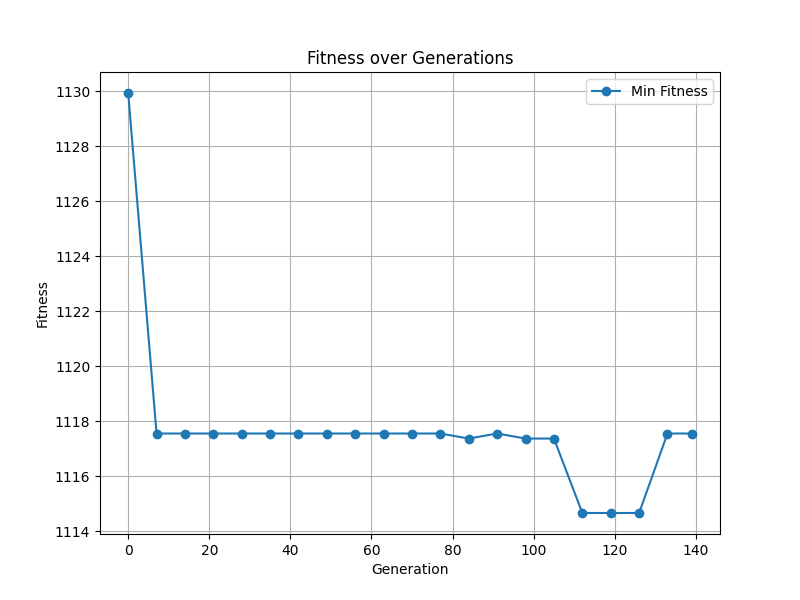 Fitness over Generations
Min Fitness
1130
1128
1126
1124
1122
1120
1118
1116
1114
Fitness
0 20 40 60 80 100 120 140
Generation